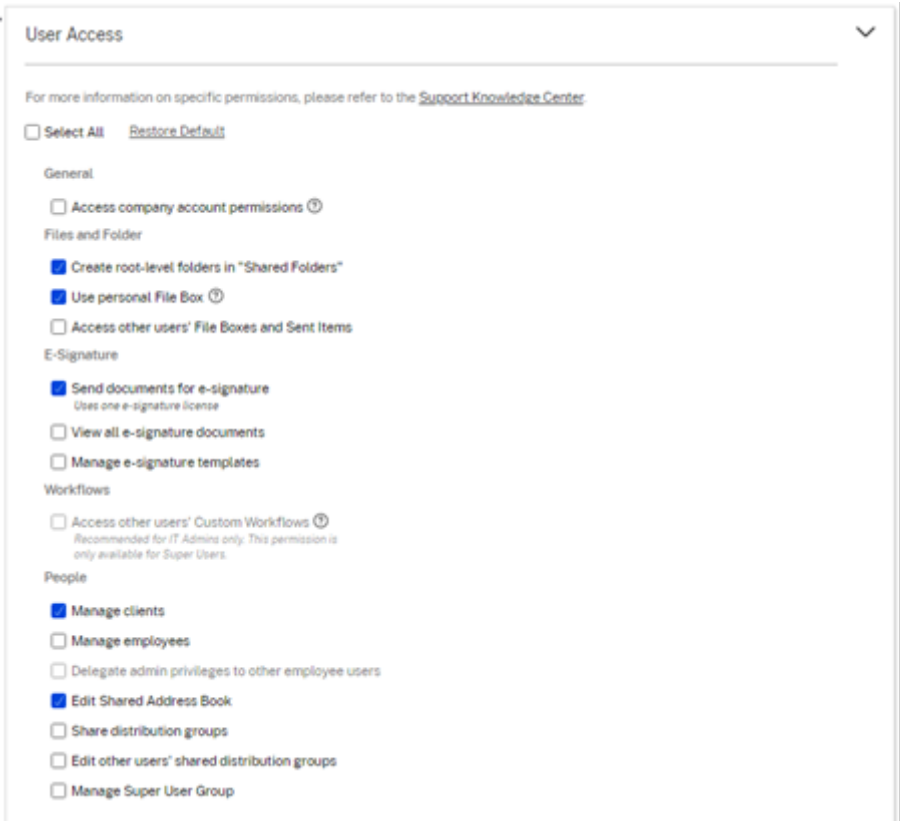 User Access
For more information on specific permissions, please refer to the Support Knowledge Center.
Select All Restore Default
General
Access company account permissions ?
Files and Folder
Create root-level folders in "Shared Folders"
Use personal File Box ?
Access other users' File Boxes and Sent Items
E-Signature
Send documents for e-signature
Uses one e-signature license
View all e-signature documents
Manage e-signature templates
Workflows
Access other users' Custom Workflows ?
Recommended for IT Admins only. This permission is
only available for Super Users.
People
Manage clients
Manage employees
Delegate admin privileges to other employee users
Edit Shared Address Book
Share distribution groups
Edit other users' shared distribution groups
Manage Super User Group